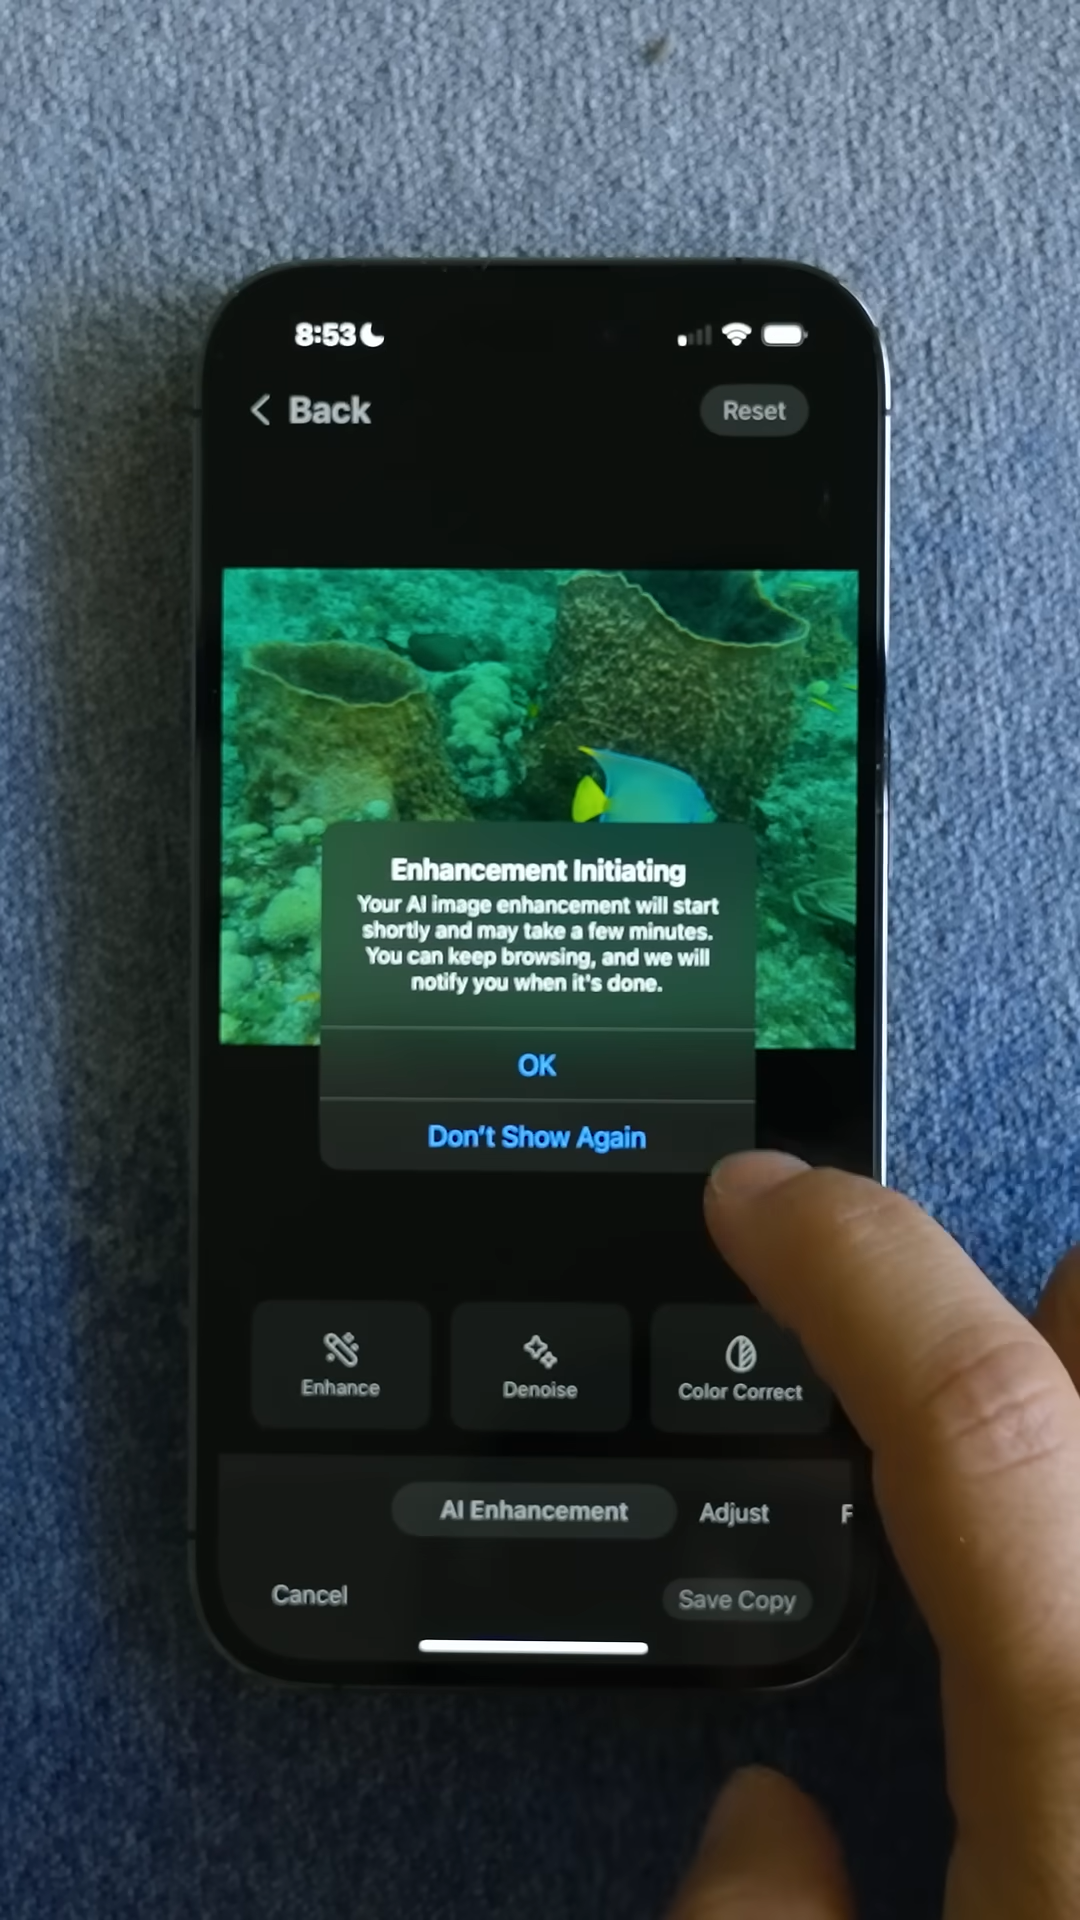 8:53
Back
Reset
Enhancement Initiating
Your AI image enhancement will start
shortly and may take a few minutes.
You can keep browsing, and we will
notify you when it's done.
OK
Don't Show Again
Enhance
Denoise
Color Correct
AI Enhancement
Adjust
F
Cancel
Save Copy